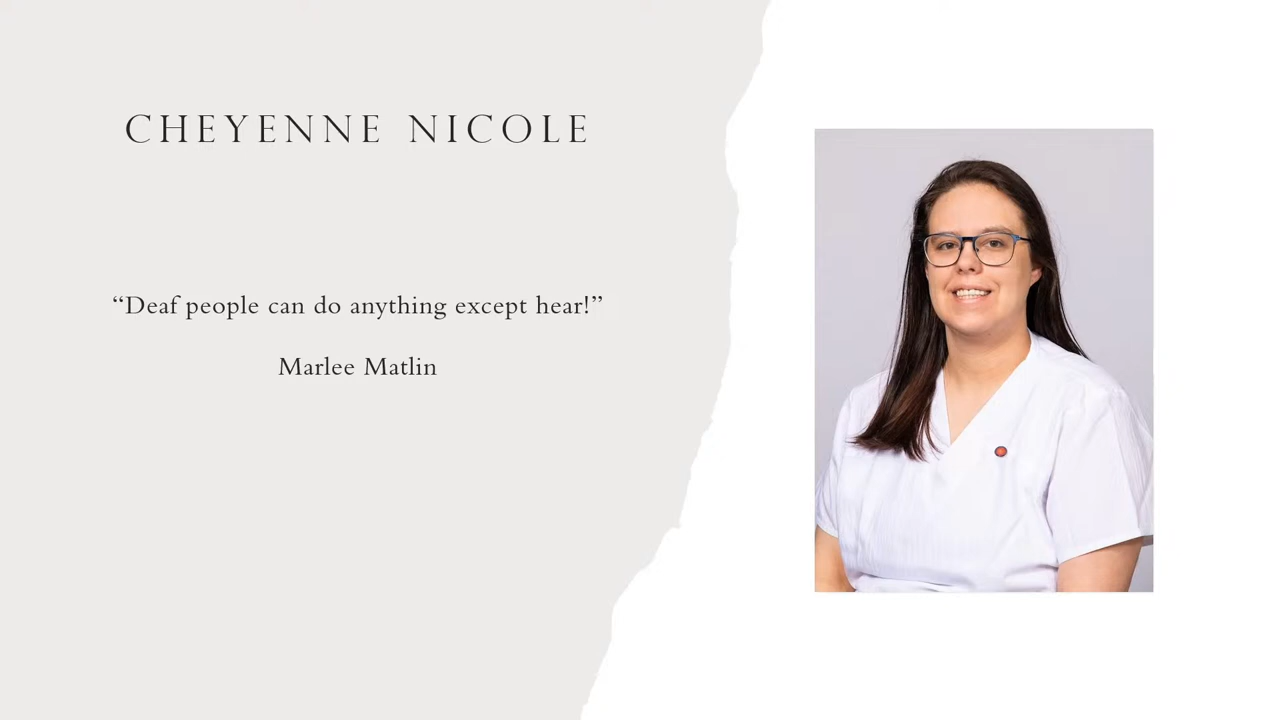 CHEYENNE NICOLE
“Deaf people can do anything except hear!”
Marlee Matlin